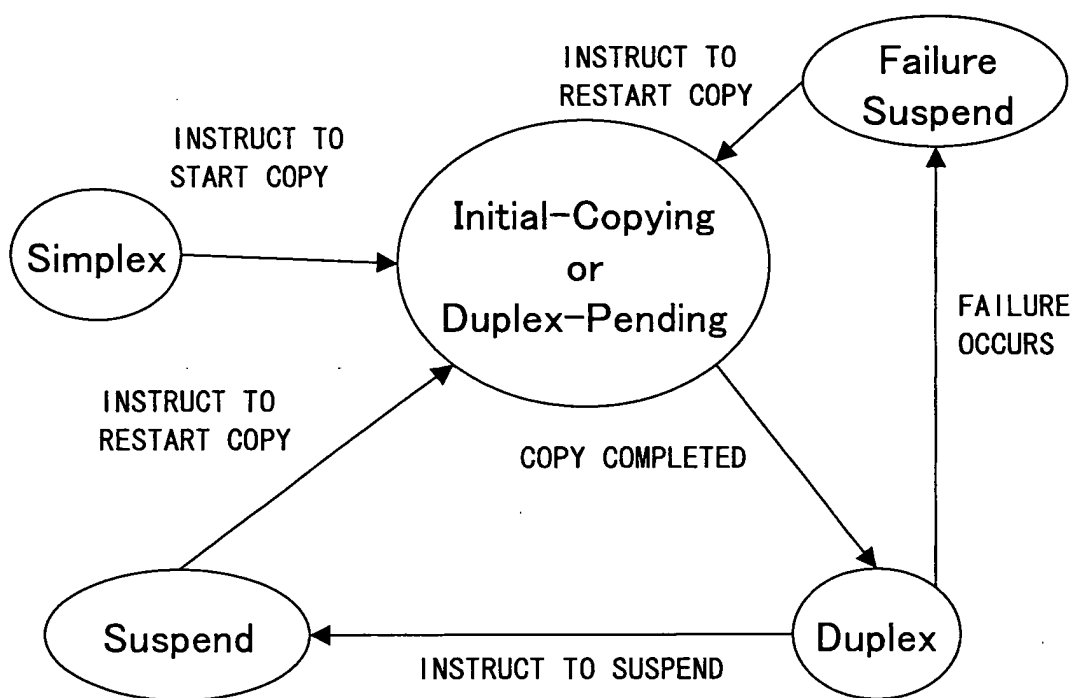 INSTRUCT TO
RESTART COPY
Failure
Suspend
INSTRUCT TO
START COPY
Simplex
Initial-Copying
or
Duplex-Pending
FAILURE
OCCURS
INSTRUCT TO
RESTART COPY
COPY COMPLETED
Suspend
INSTRUCT TO SUSPEND
Duplex